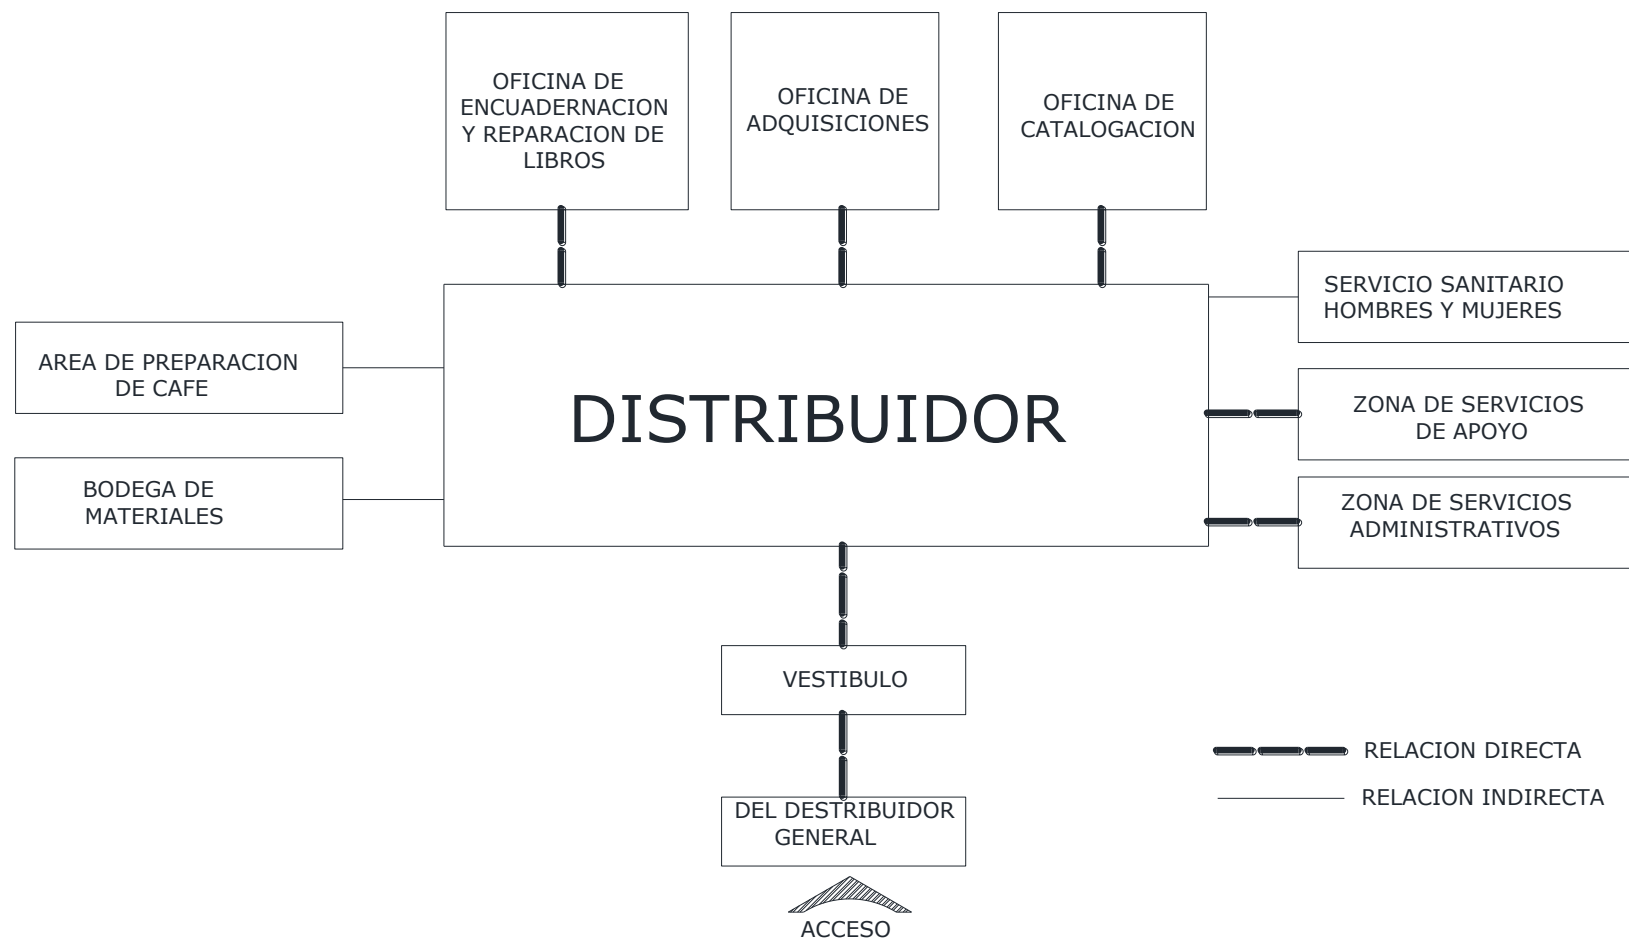 OFICINA DE
ENCUADERNACION
Y REPARACION DE
LIBROS
OFICINA DE
ADQUISICIONES
OFICINA DE
CATALOGACION
SERVICIO SANITARIO
HOMBRES Y MUJERES
AREA DE PREPARACION
DE CAFE
DISTRIBUIDOR
ZONA DE SERVICIOS
DE APOYO
BODEGA DE
MATERIALES
ZONA DE SERVICIOS
ADMINISTRATIVOS
VESTIBULO
RELACION DIRECTA
RELACION INDIRECTA
DEL DESTRIBUIDOR
GENERAL
ACCESO